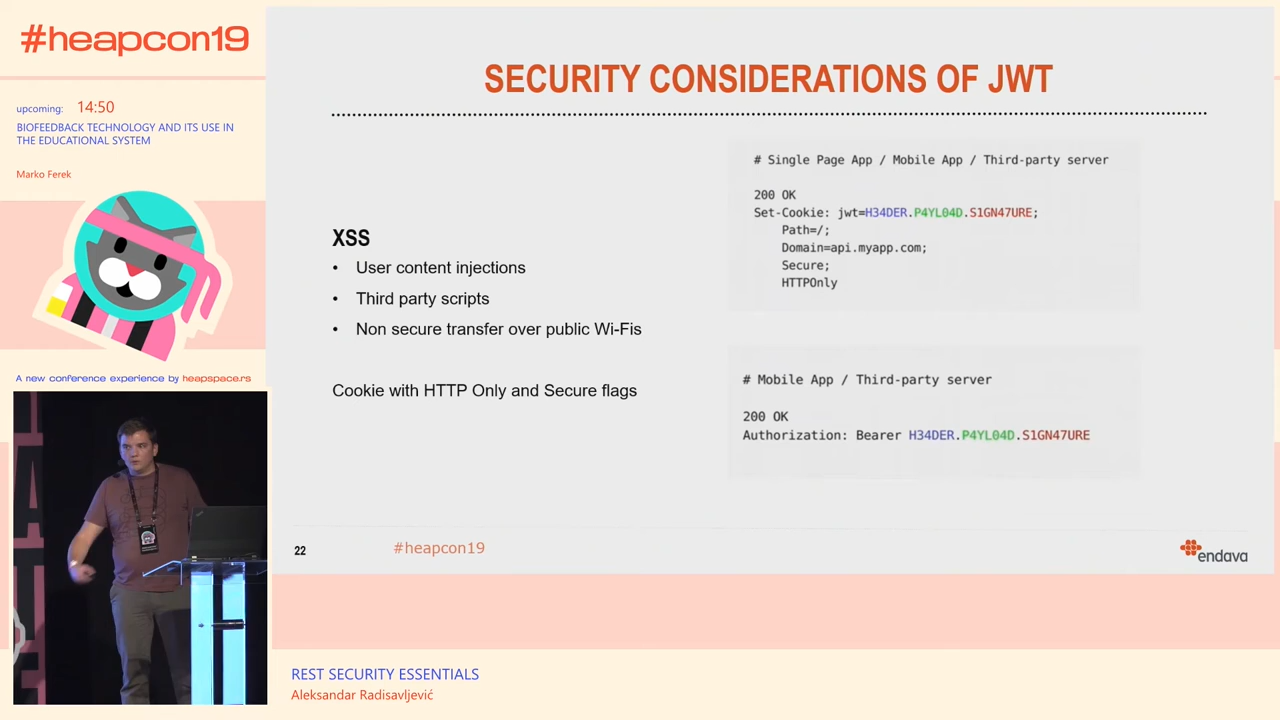 #heapcon19
upcoming: 14:50
BIOFEEDBACK TECHNOLOGY AND ITS USE IN
THE EDUCATIONAL SYSTEM
Marko Ferek
A new conference experience by heapspace.rs
SECURITY CONSIDERATIONS OF JWT
XSS
• User content injections
• Third party scripts
• Non secure transfer over public Wi-Fis
Cookie with HTTP Only and Secure flags
# Single Page App / Mobile App / Third-party server
200 OK
Set-Cookie: jwt=H34DER.P4YL04D.S1GN47URE;
Path=/;
Domain=api.myapp.com;
Secure;
HTTPOnly
# Mobile App / Third-party server
200 OK
Authorization: Bearer H34DER.P4YL04D.S1GN47URE
22
#heapcon19
endava
REST SECURITY ESSENTIALS
Aleksandar Radisavljević